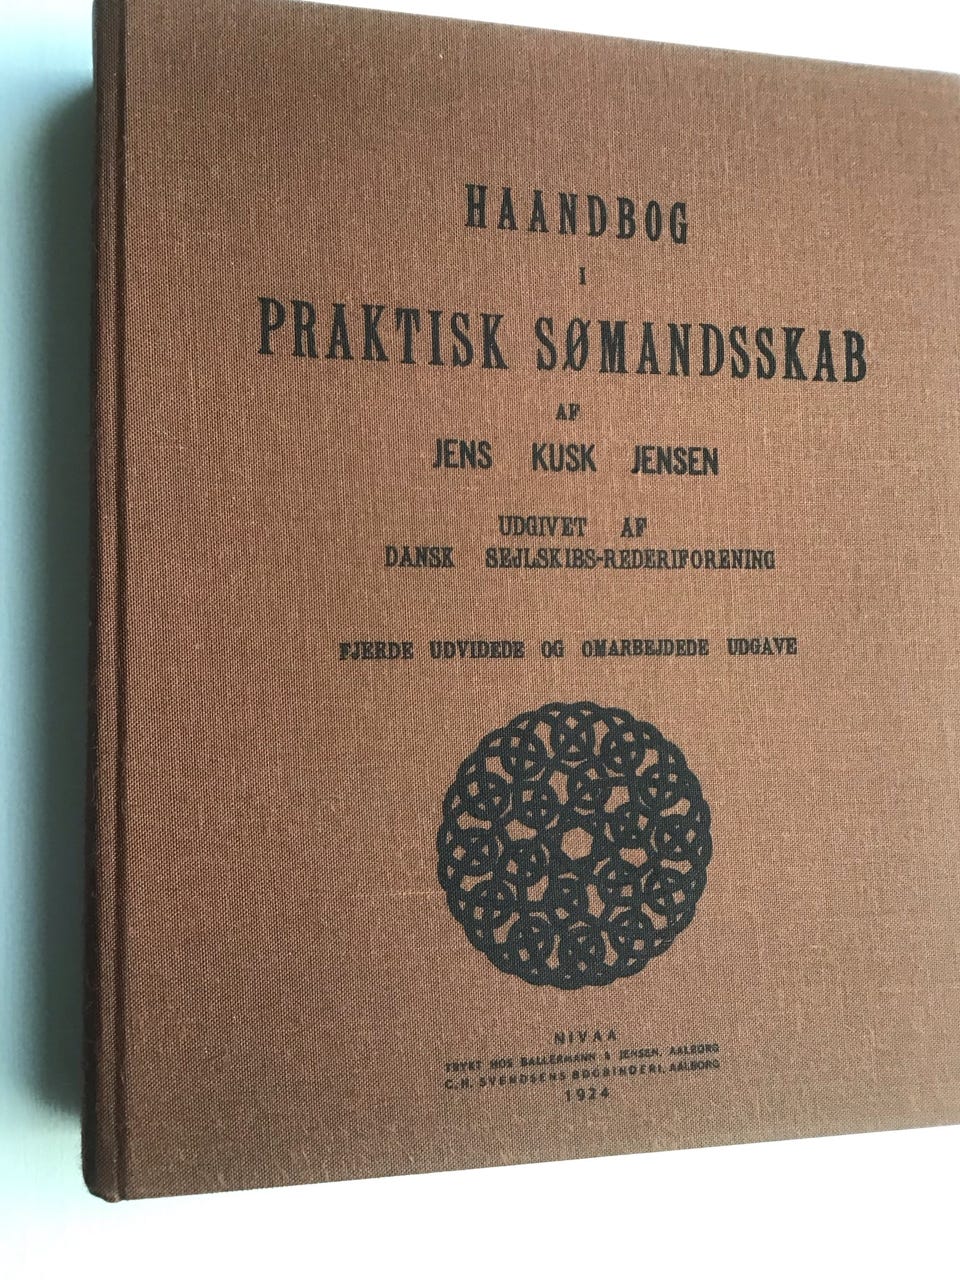 HAANDBOG
I
PRAKTISK SØMANDSSKAB
AF
JENS KUSK JENSEN
UDGIVET AF
DANSK SEJLSKIBS-REDERIFORENING
FJERDE UDVIDEDE OG OMARBEJDEDE UDGAVE
NIVAA
TRYKT HOS BALLERMANN & JENSEN, AALBORG
C.H. SVENDSENS BOGBINDERI, AALBORG
1924